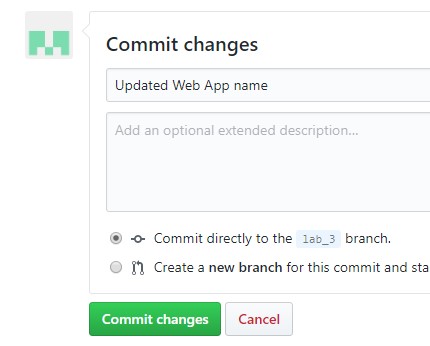 Commit changes
Updated Web App name
Add an optional extended description...
Commit directly to the lab_3 branch.
Create a new branch for this commit and sta
Commit changes
Cancel